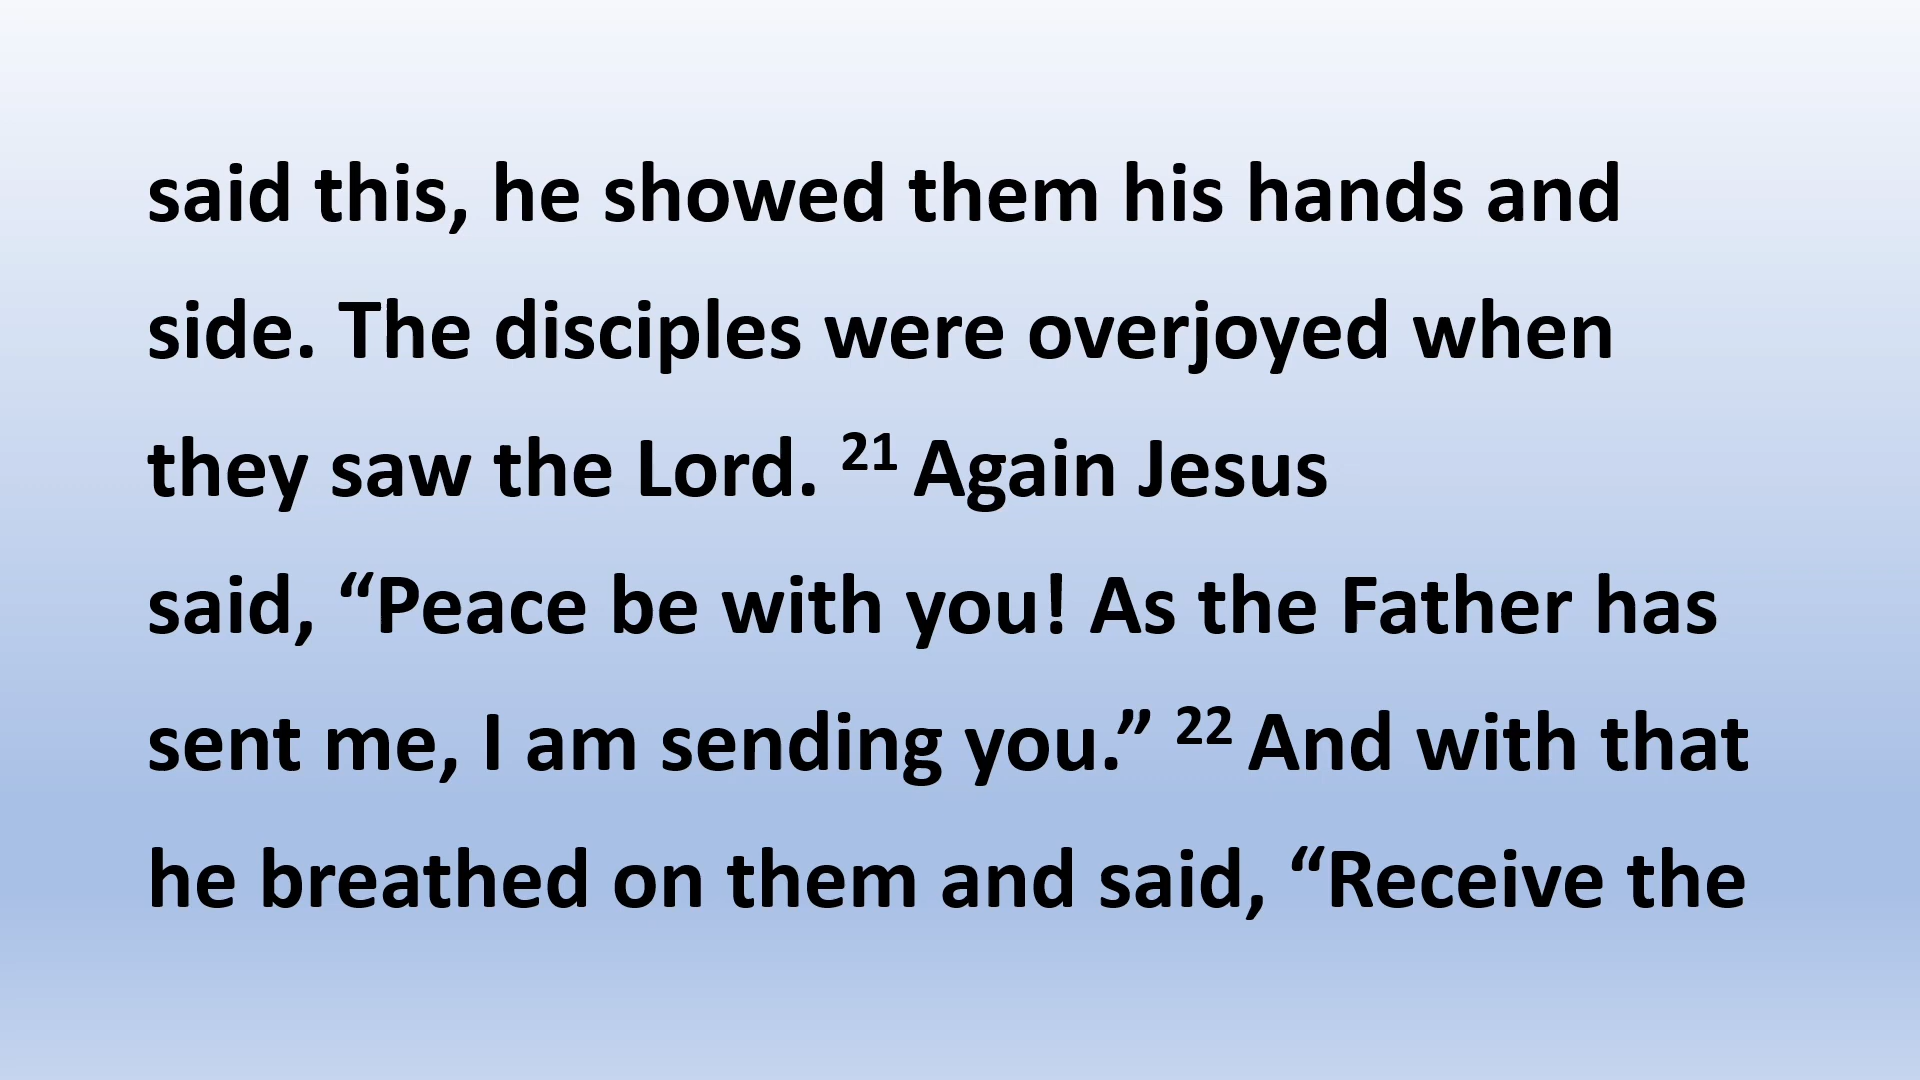 said this, he showed them his hands and
side. The disciples were overjoyed when
they saw the Lord. 21 Again Jesus
said, “Peace be with you! As the Father has
sent me, I am sending you.” 22 And with that
he breathed on them and said, “Receive the